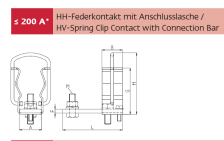 ≤ 200 A*
HH-Federkontakt mit Anschlusslasche /
HV-Spring Clip Contact with Connection Bar
H
A
L